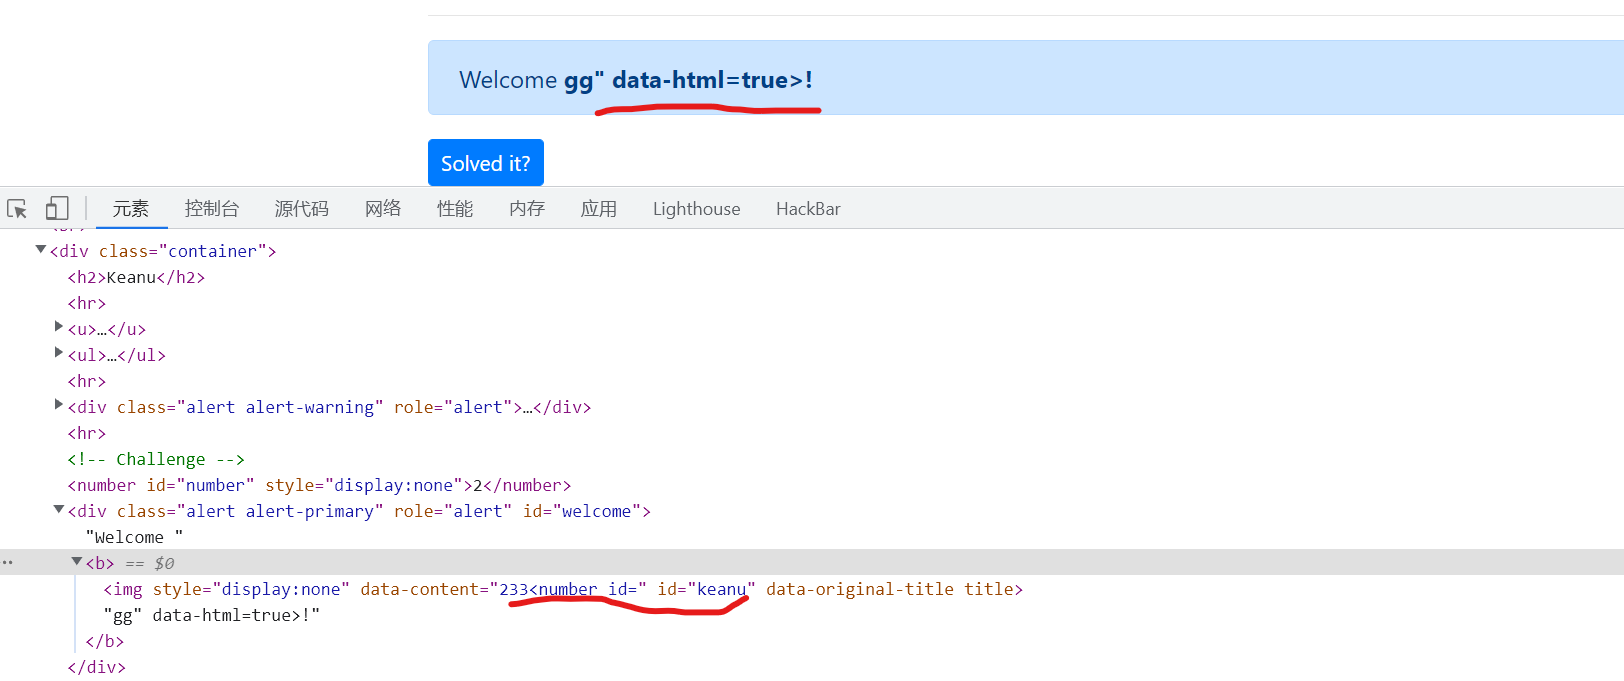 Welcome gg" data-html=true>!
Solved it?
元素 控制台 源代码 网络 性能 内存 应用 Lighthouse HackBar
<div class="container">
<h2>Keanu</h2>
<hr>
<u>…</u>
<ul>…</ul>
<hr>
<div class="alert alert-warning" role="alert">…</div>
<hr>
<!-- Challenge -->
<number id="number" style="display:none">2</number>
<div class="alert alert-primary" role="alert" id="welcome">
"Welcome "
<b> == $0
<img style="display:none" data-content="233<number id=" id="keanu" data-original-title title>
"gg" data-html=true>!"
</b>
</div>